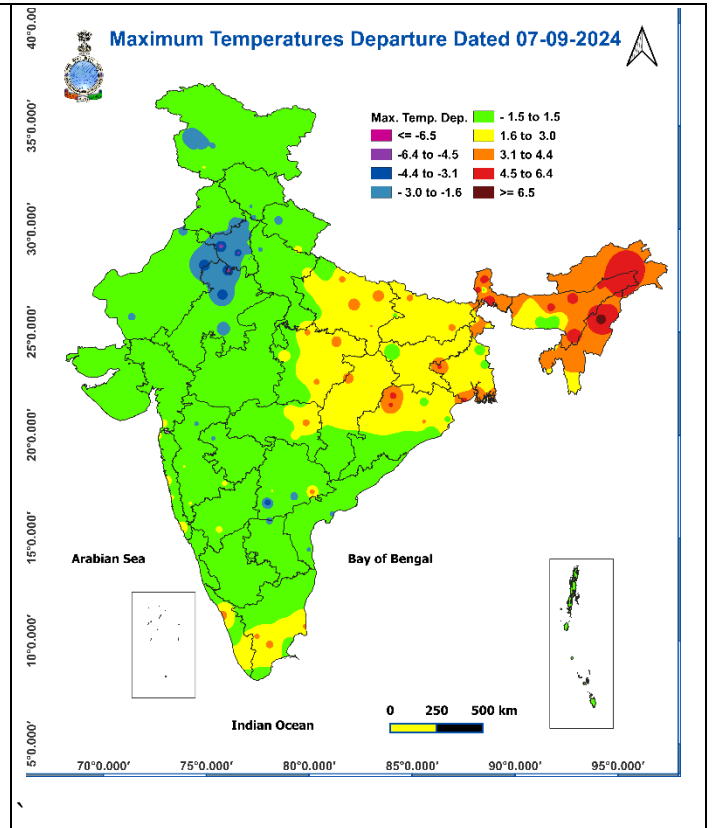 Maximum Temperatures Departure Dated 07-09-2024
Max. Temp. Dep.
<= -6.5
-6.4 to -4.5
-4.4 to -3.1
- 3.0 to -1.6
- 1.5 to 1.5
1.6 to 3.0
3.1 to 4.4
4.5 to 6.4
>= 6.5
40°0.000'
35°0.000'
30°0.000'
25°0.000'
20°0.000'
15°0.000'
10°0.000'
5°0.000'
Arabian Sea
Bay of Bengal
Indian Ocean
0 250 500 km
70°0.000' 75°0.000' 80°0.000' 85°0.000' 90°0.000' 95°0.000'
`